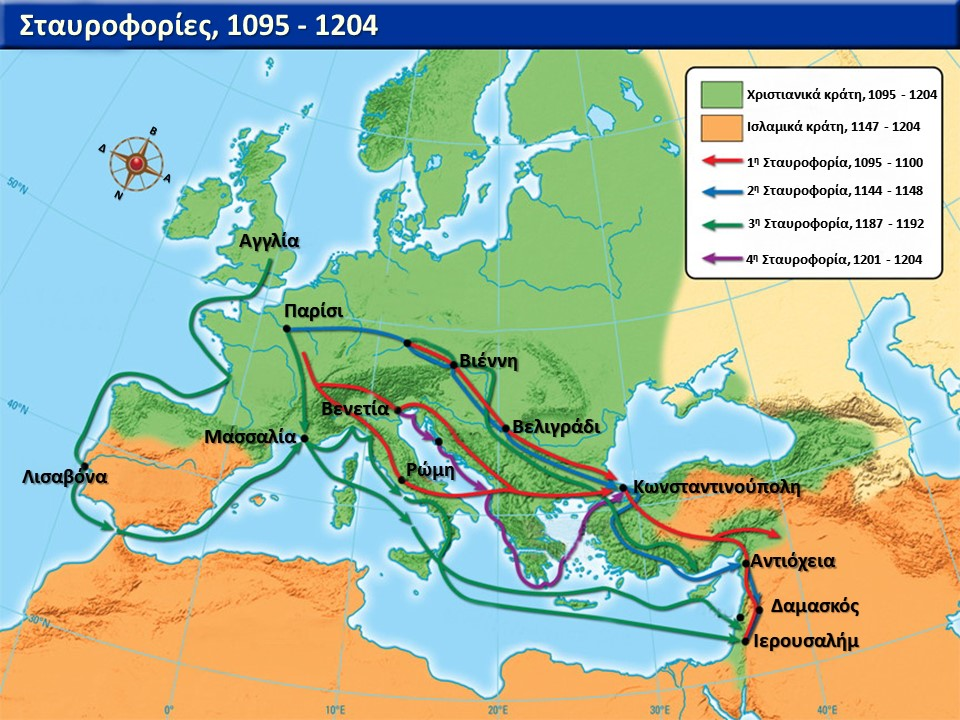 Σταυροφορίες, 1095 - 1204
Χριστιανικά κράτη, 1095 - 1204
Ισλαμικά κράτη, 1147 - 1204
1η Σταυροφορία, 1095 - 1100
2η Σταυροφορία, 1144 - 1148
3η Σταυροφορία, 1187 - 1192
4η Σταυροφορία, 1201 - 1204
Β
Δ
Α
Ν
50°N
40°N
30°N
Αγγλία
Παρίσι
Βιέννη
Βενετία
Βελιγράδι
Μασσαλία
Ρώμη
Λισαβόνα
Κωνσταντινούπολη
Αντιόχεια
Δαμασκός
Ιερουσαλήμ
0°
10°E
20°E
30°E
40°E